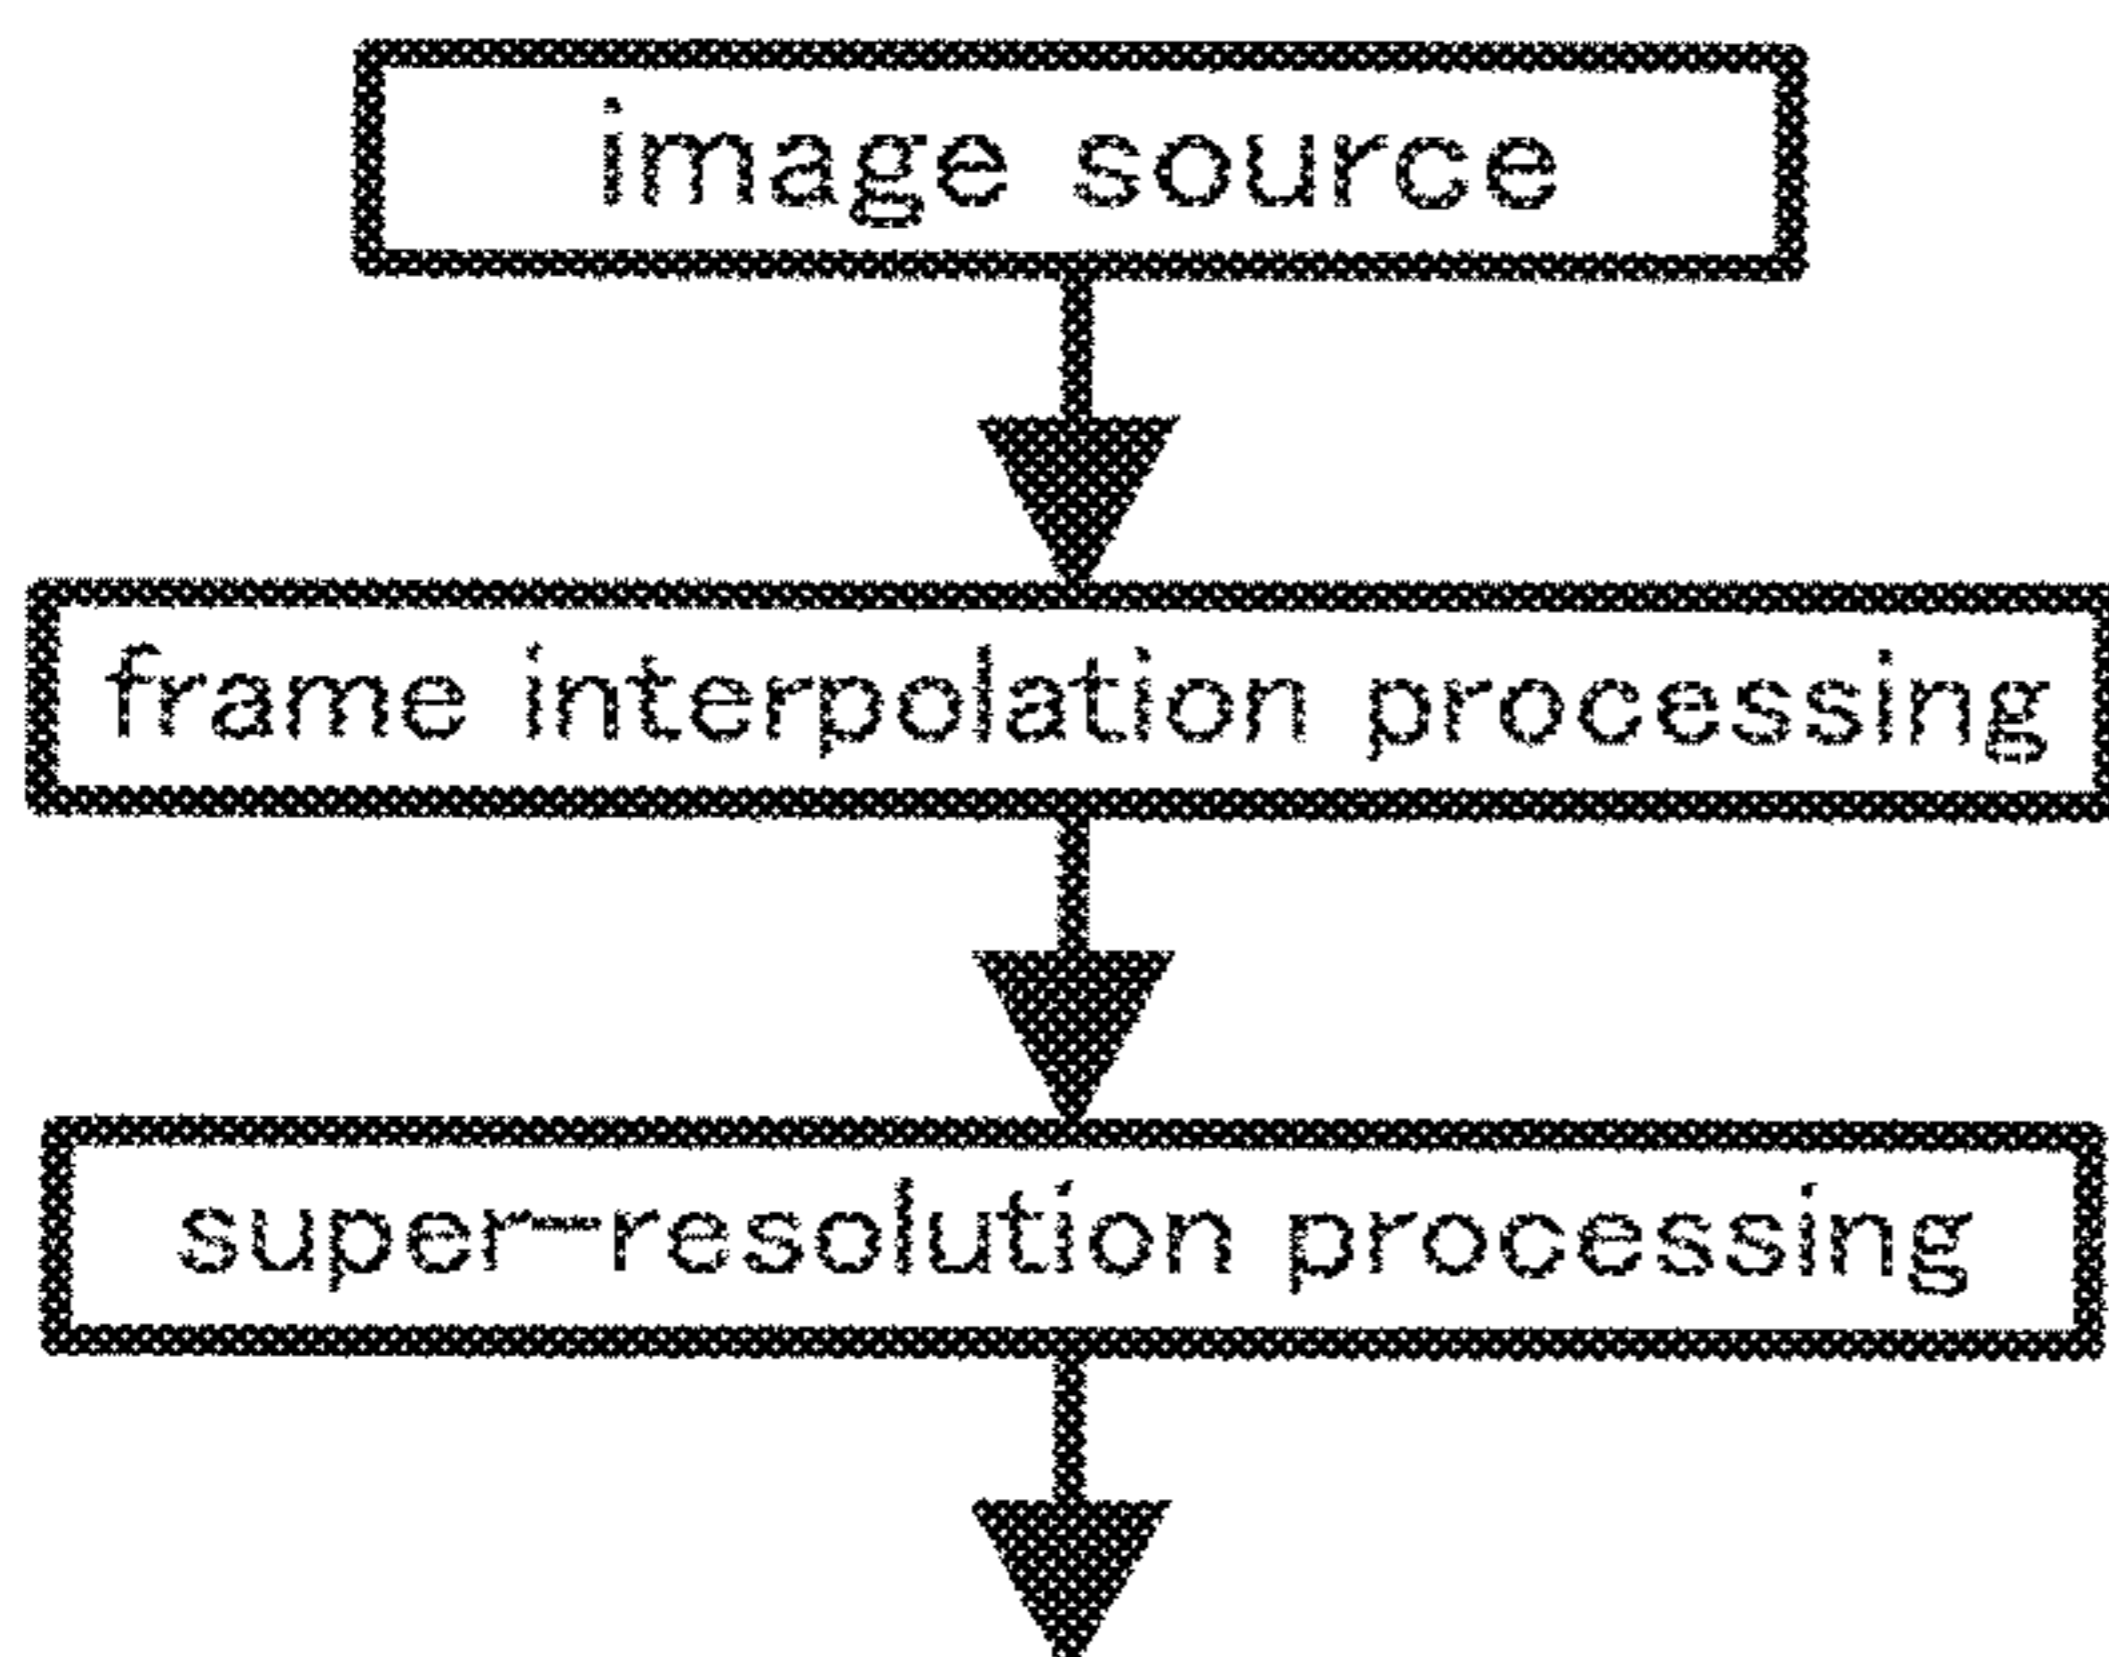 image source
frame interpolation processing
super-resolution processing